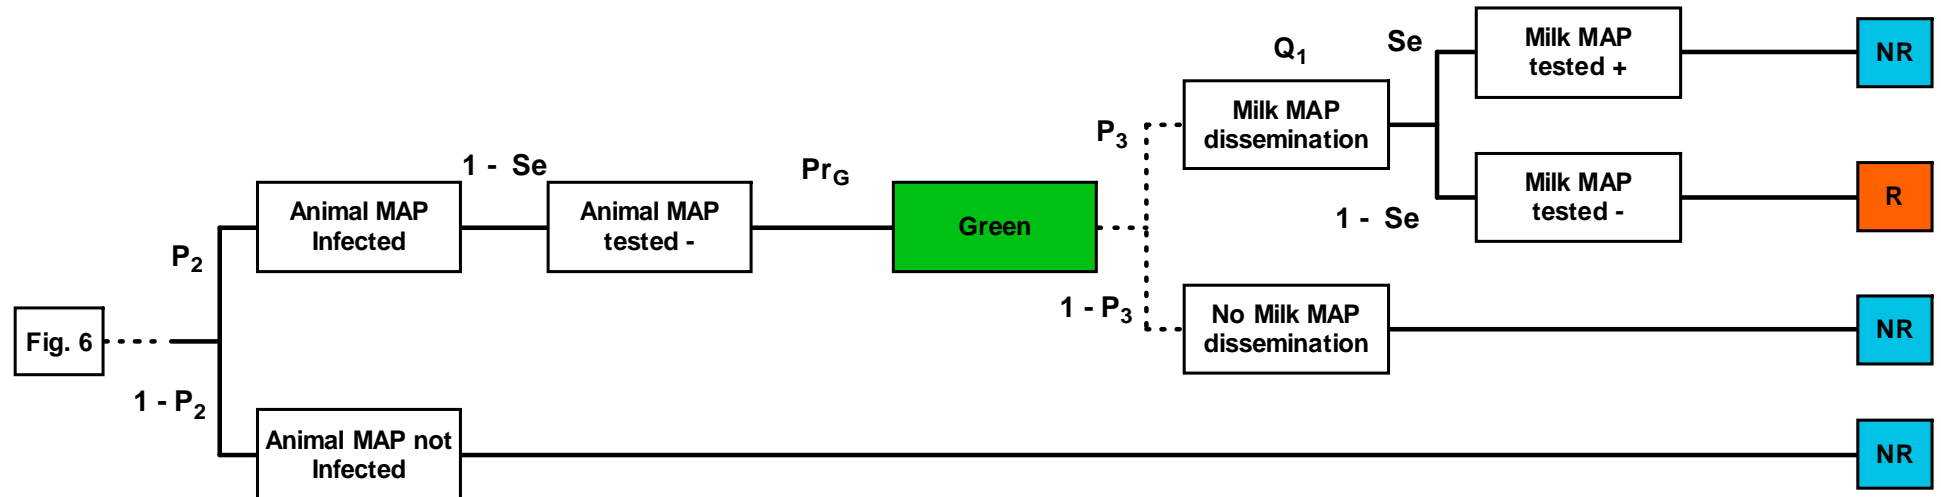 Fig. 6
P2
1 - P2
Animal MAP
Infected
Animal MAP not
Infected
1 - Se
Animal MAP
tested -
PrG
Green
P3
1 - P3
Q1
Milk MAP
dissemination
No Milk MAP
dissemination
Se
1 - Se
Milk MAP
tested +
Milk MAP
tested -
NR
R
NR
NR